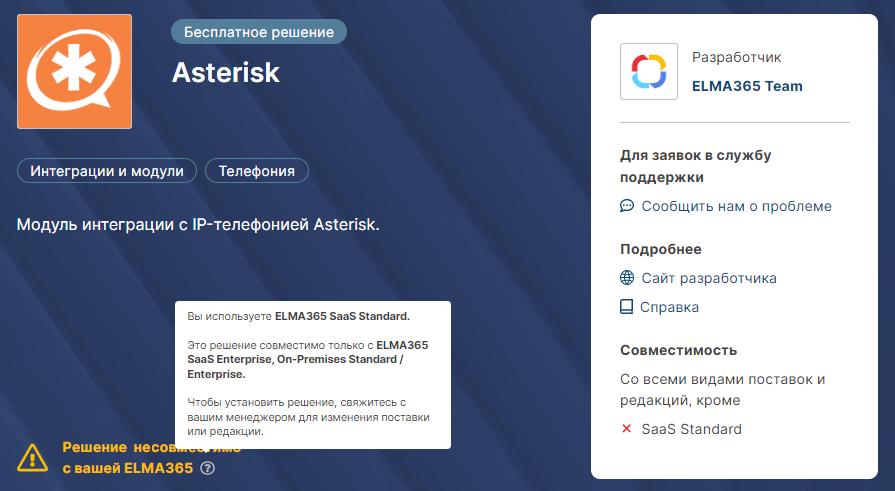 Бесплатное решение
Asterisk
Интеграции и модули
Телефония
Модуль интеграции с IP-телефонией Asterisk.
Вы используете ELMA365 SaaS Standard.
Это решение совместимо только с ELMA365
SaaS Enterprise, On-Premises Standard /
Enterprise.
Чтобы установить решение, свяжитесь с
вашим менеджером для изменения поставки
или редакции.
Решение несовместимо
с вашей ELMA365 ?
Разработчик
ELMA365 Team
Для заявок в службу
поддержки
Сообщить нам о проблеме
Подробнее
Сайт разработчика
Справка
Совместимость
Со всеми видами поставок и
редакций, кроме
SaaS Standard